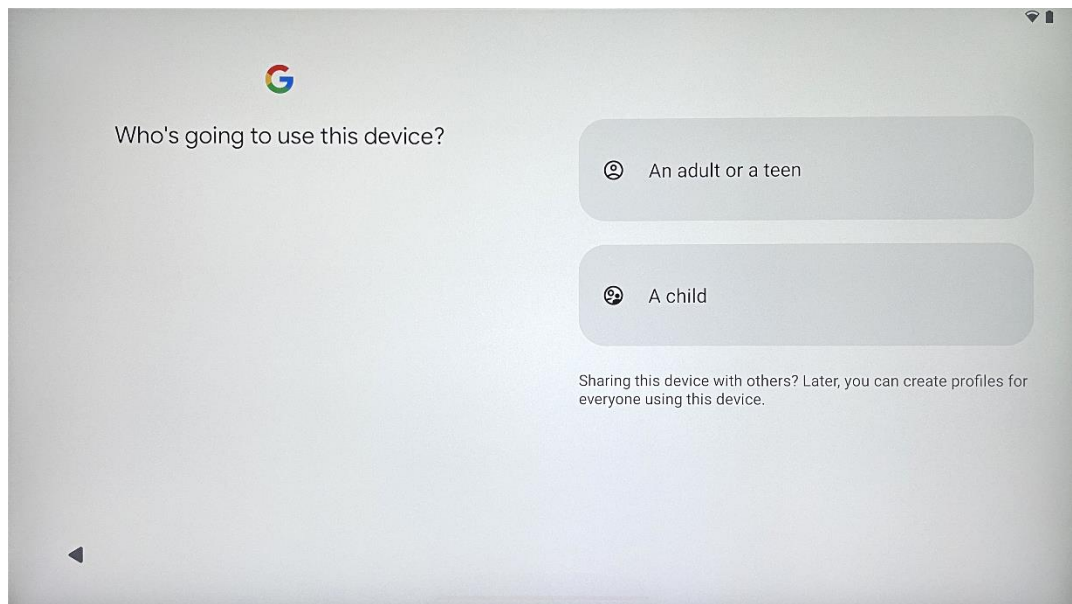 Who's going to use this device?
An adult or a teen
A child
Sharing this device with others? Later, you can create profiles for
everyone using this device.